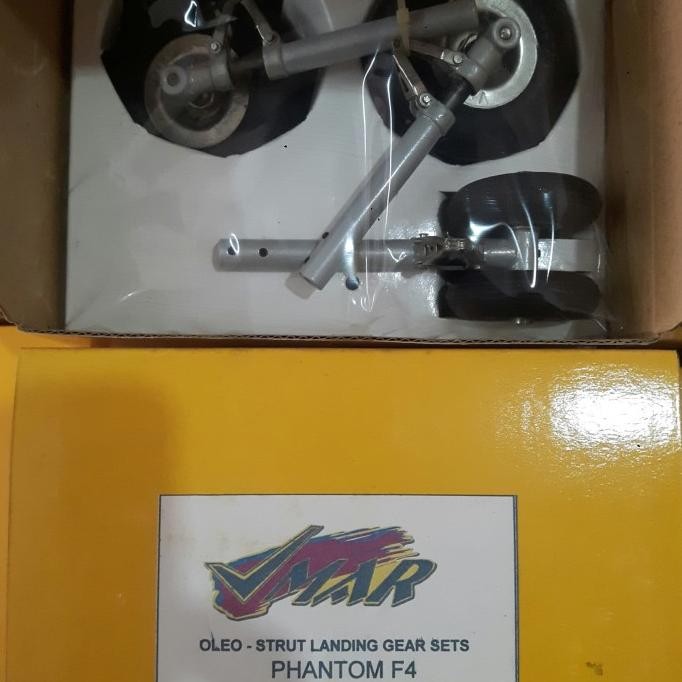 VMAR
OLEO - STRUT LANDING GEAR SETS
PHANTOM F4